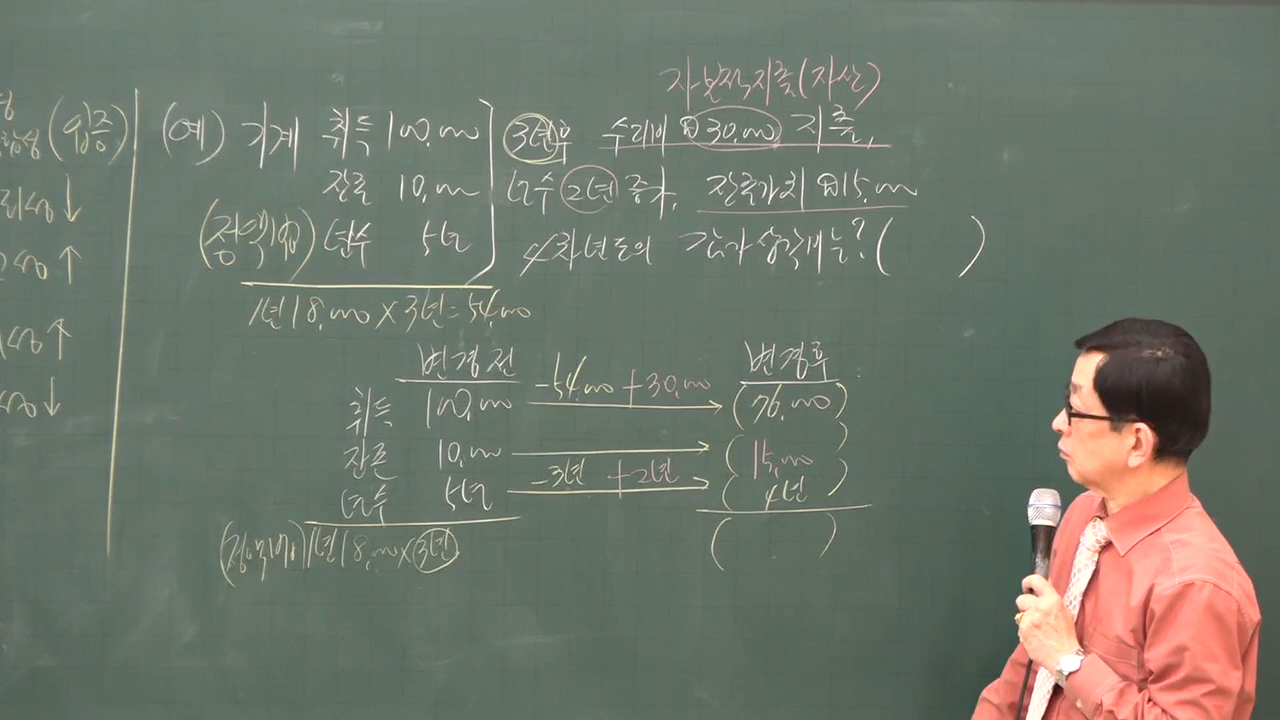 (입증)
↓
↑
↑
↓
자본적지출(자산)
(예) 기계 취득 100,000 3년후 수리비 ₩30,000 지출,
잔존 10,000 년수 2년 증가, 잔존가치 ₩15,000
(정액법) 년수 5년 4차년도의 감가상각비는? ( )
1년 18,000 × 3년 = 54,000
변경전 -54,000 + 30,000 변경후
취득 100,000 (76,000)
잔존 10,000 (15,000)
년수 5년 -3년 +2년 (4년)
(정액법) 1년 18,000 × 3년 ( )